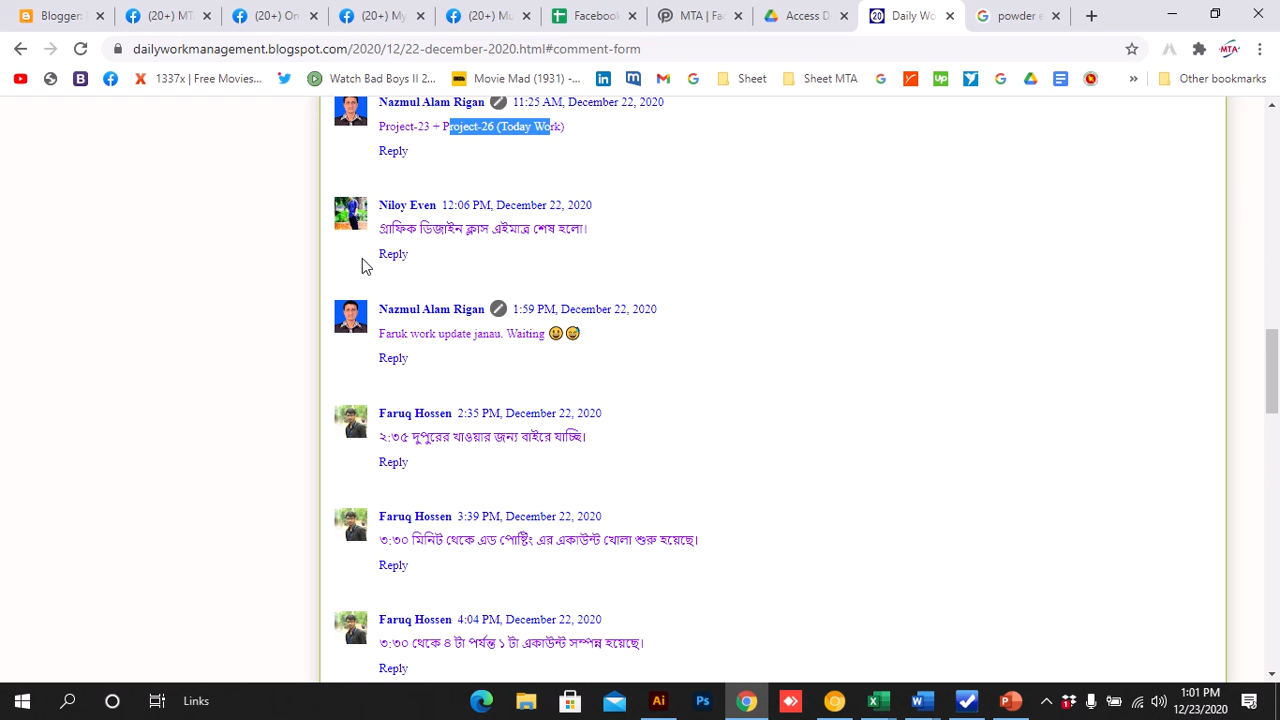 Blogger:
(20+)
(20+) On
(20+) My
(20+) Mu
Facebook
MTA | F
Access D
20
Daily Wo
powder e
dailyworkmanagement.blogspot.com/2020/12/22-december-2020.html#comment-form
1337x | Free Movies...
Watch Bad Boys II 2...
Movie Mad (1931) -...
Sheet
Sheet MTA
Other bookmarks
Nazmul Alam Rigan 11:25 AM, December 22, 2020
Project-23 + Project-26 (Today Work)
Reply
Niloy Even 12:06 PM, December 22, 2020
গ্রাফিক ডিজাইন ক্লাস এইমাত্র শেষ হলো।
Reply
Nazmul Alam Rigan 1:59 PM, December 22, 2020
Faruk work update janau. Waiting 😃😅
Reply
Faruq Hossen 2:35 PM, December 22, 2020
২:৩৫ দুপুরের খাওয়ার জন্য বাইরে যাচ্ছি।
Reply
Faruq Hossen 3:39 PM, December 22, 2020
৩:৩০ মিনিট থেকে এড পোষ্টিং এর একাউন্ট খোলা শুরু হয়েছে।
Reply
Faruq Hossen 4:04 PM, December 22, 2020
৩:৩০ থেকে ৪ টা পর্যন্ত ১ টা একাউন্ট সম্পন্ন হয়েছে।
Reply
Links
1:01 PM
12/23/2020